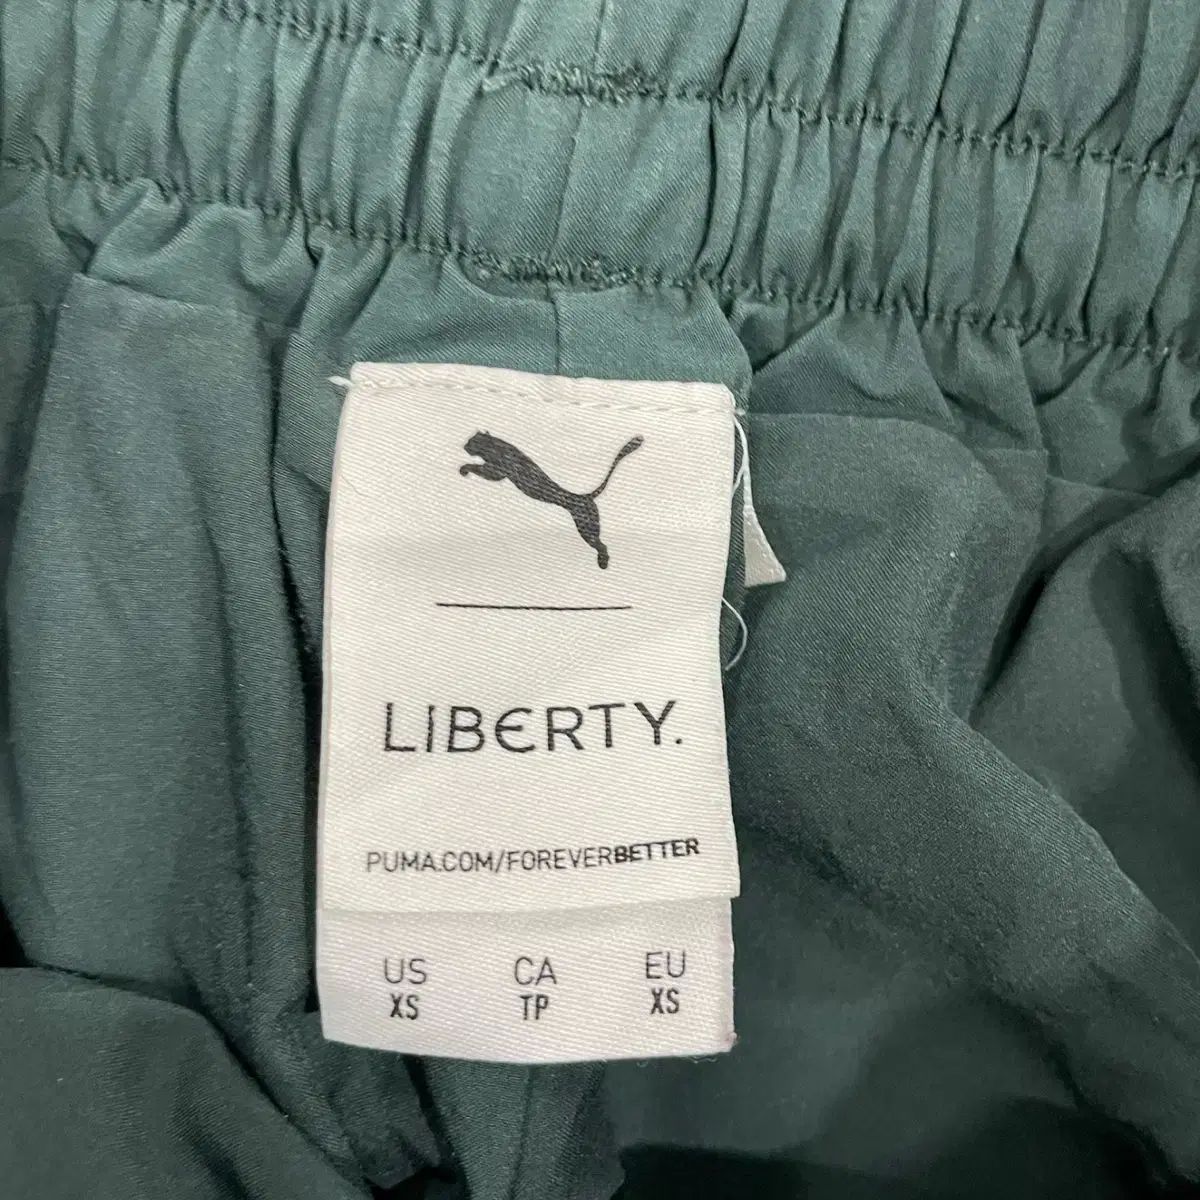 LIBERTY.
PUMA.COM/FOREVERBETTER
US CA EU
XS TP XS